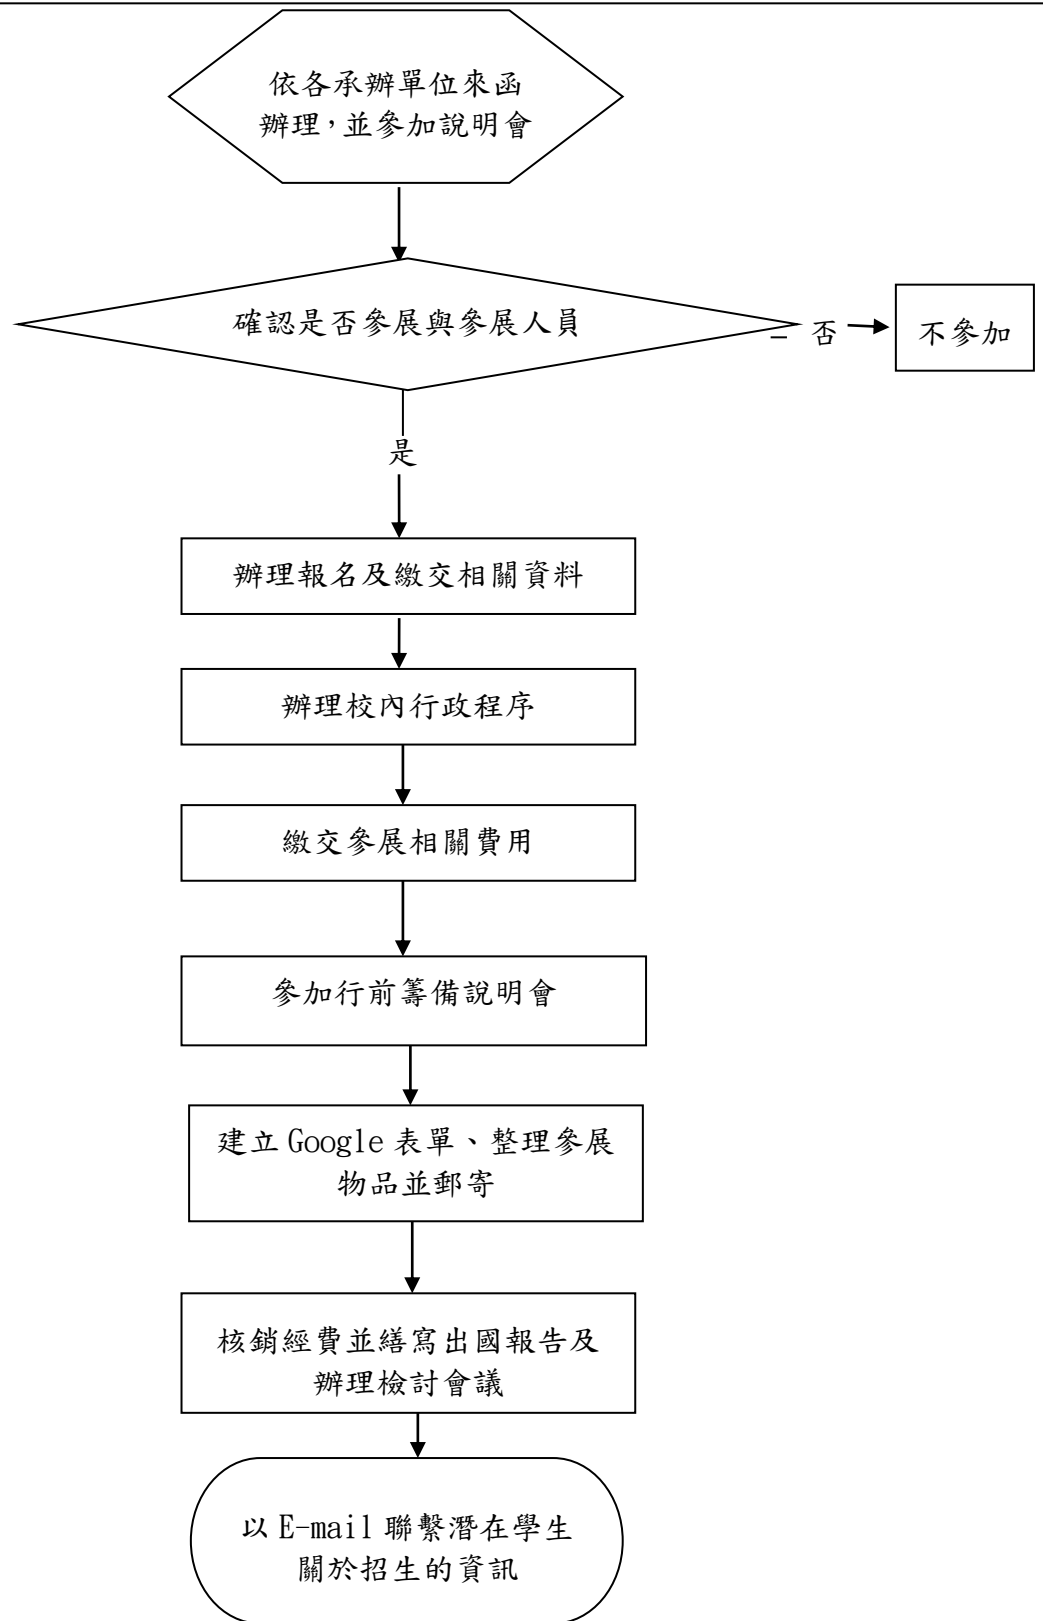 依各承辦單位來函
辦理，並參加說明會
確認是否參展與參展人員
否
不參加
是
辦理報名及繳交相關資料
辦理校內行政程序
繳交參展相關費用
參加行前籌備說明會
建立 Google 表單、整理參展
物品並郵寄
核銷經費並繕寫出國報告及
辦理檢討會議
以 E-mail 聯繫潛在學生
關於招生的資訊